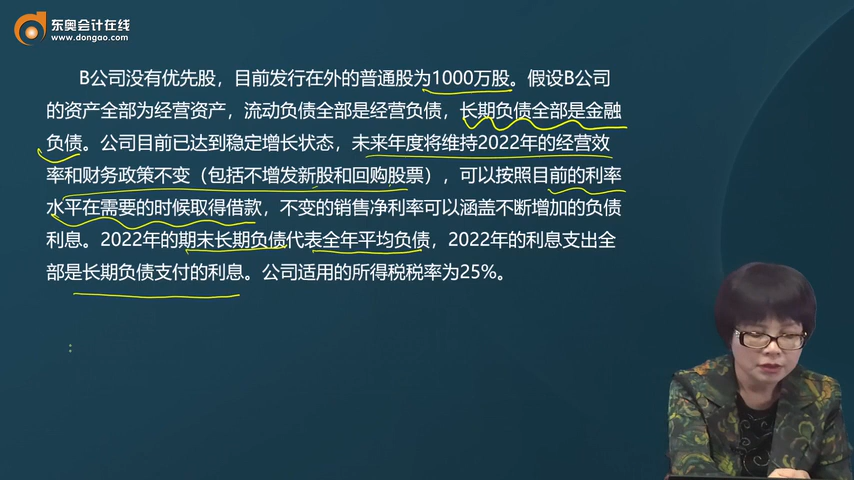 东奥会计在线
www.dongao.com
B公司没有优先股，目前发行在外的普通股为1000万股。假设B公司
的资产全部为经营资产，流动负债全部是经营负债，长期负债全部是金融
负债。公司目前已达到稳定增长状态，未来年度将维持2022年的经营效
率和财务政策不变（包括不增发新股和回购股票），可以按照目前的利率
水平在需要的时候取得借款，不变的销售净利率可以涵盖不断增加的负债
利息。2022年的期末长期负债代表全年平均负债，2022年的利息支出全
部是长期负债支付的利息。公司适用的所得税税率为25%。